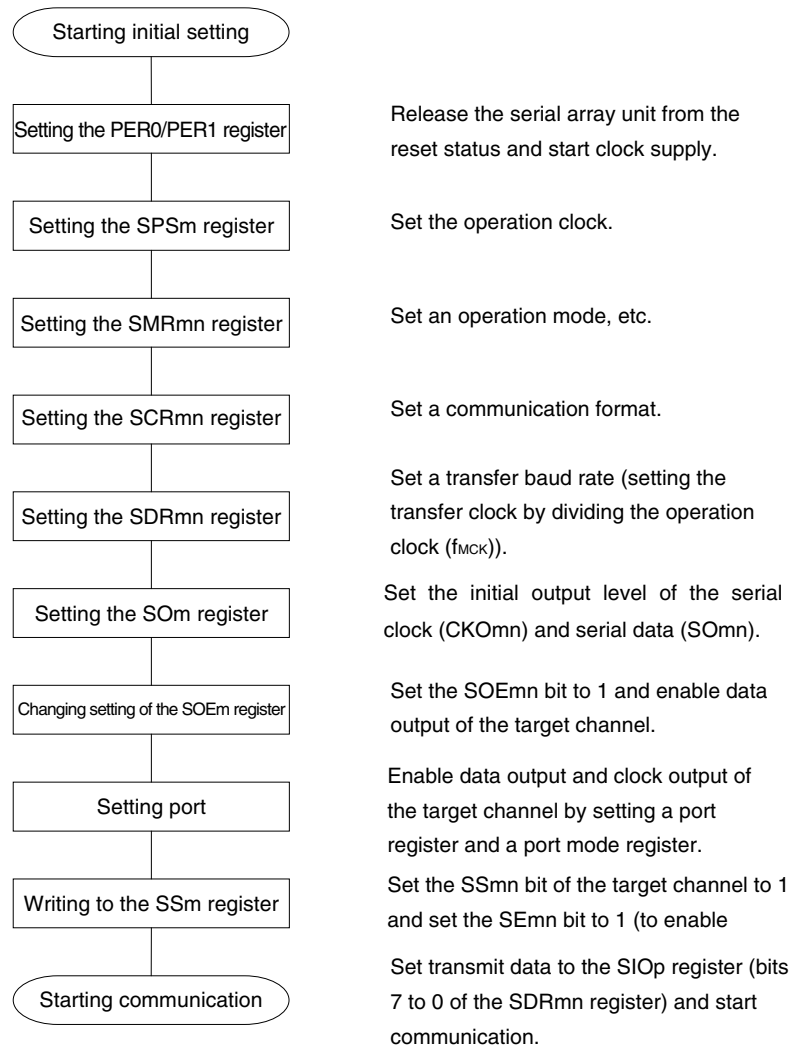 Starting initial setting
Setting the PER0/PER1 register
Release the serial array unit from the
reset status and start clock supply.
Setting the SPSm register
Set the operation clock.
Setting the SMRmn register
Set an operation mode, etc.
Setting the SCRmn register
Set a communication format.
Setting the SDRmn register
Set a transfer baud rate (setting the
transfer clock by dividing the operation
clock (fMCK)).
Setting the SOm register
Set the initial output level of the serial
clock (CKOmn) and serial data (SOmn).
Changing setting of the SOEm register
Set the SOEmn bit to 1 and enable data
output of the target channel.
Setting port
Enable data output and clock output of
the target channel by setting a port
register and a port mode register.
Writing to the SSm register
Set the SSmn bit of the target channel to 1
and set the SEmn bit to 1 (to enable
Starting communication
Set transmit data to the SIOp register (bits
7 to 0 of the SDRmn register) and start
communication.